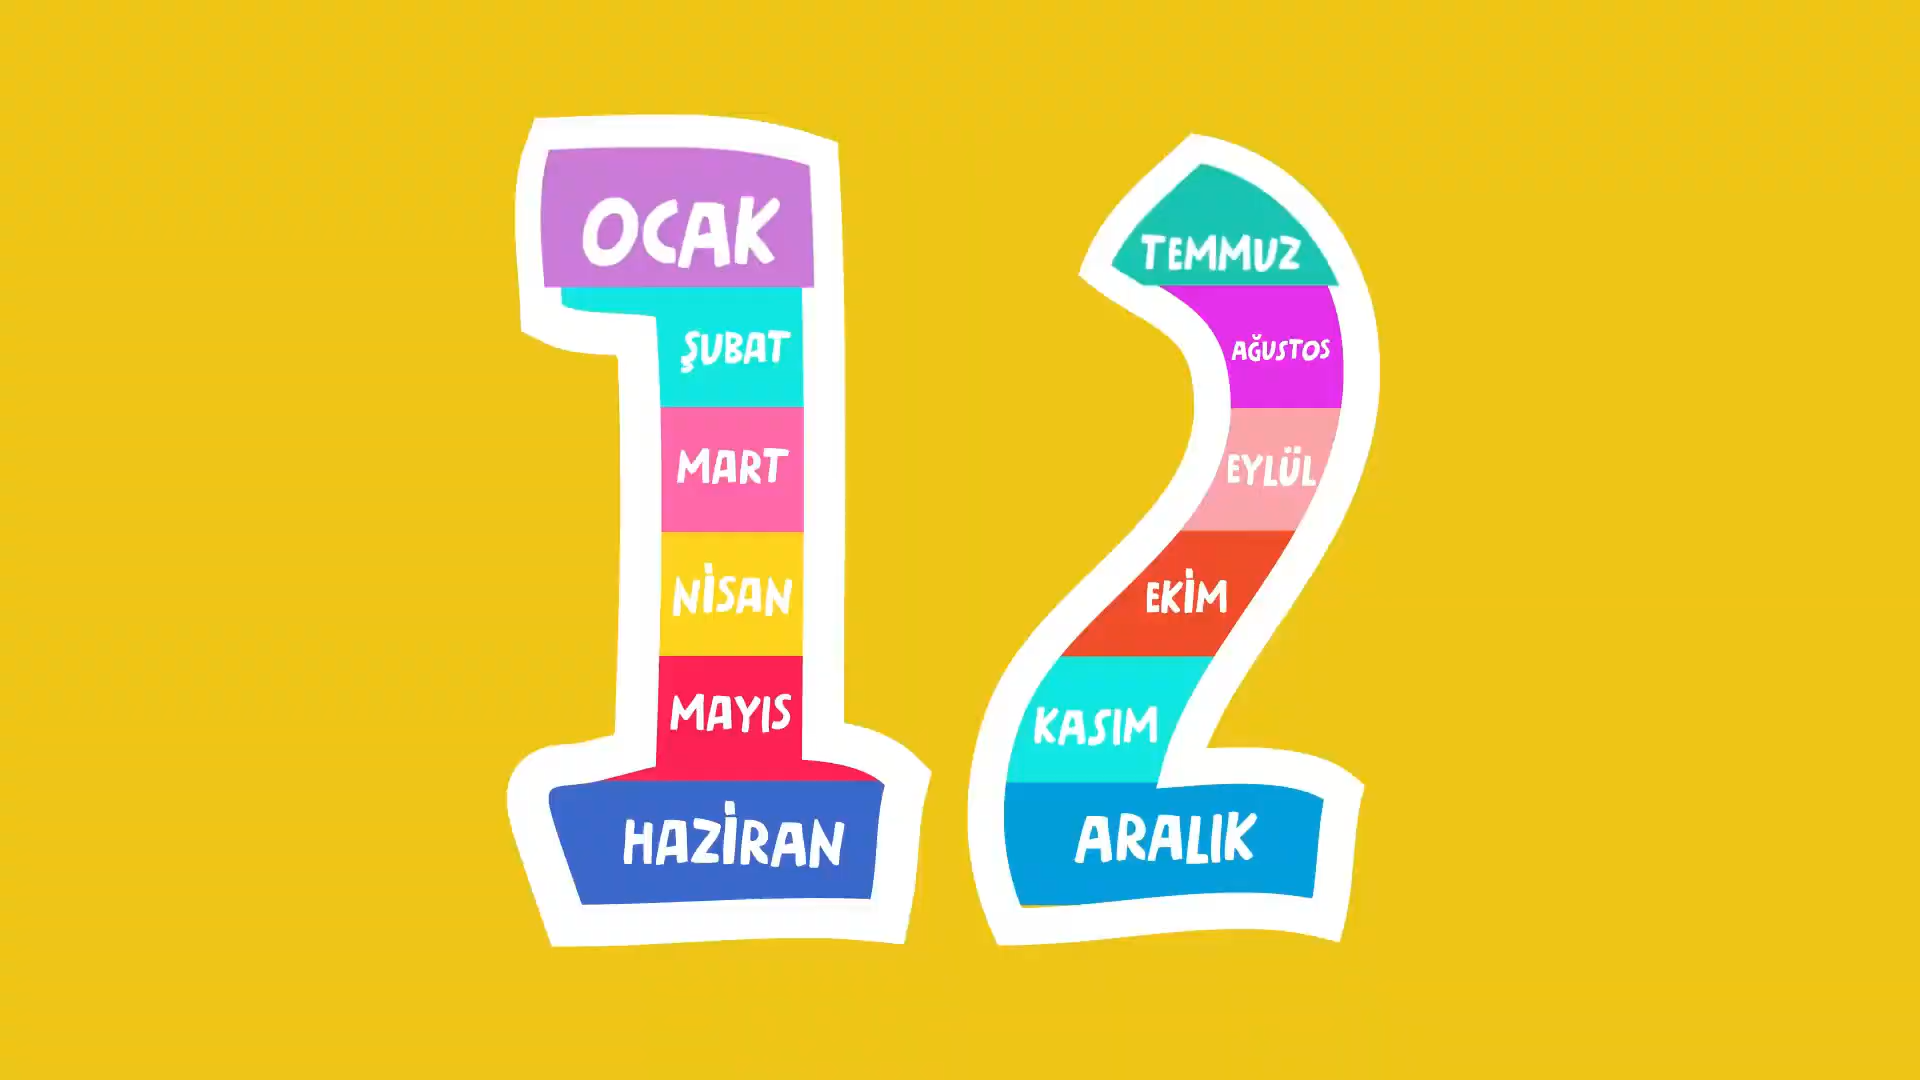 OCAK
ŞUBAT
MART
NİSAN
MAYIS
HAZİRAN
TEMMUZ
AĞUSTOS
EYLÜL
EKİM
KASIM
ARALIK